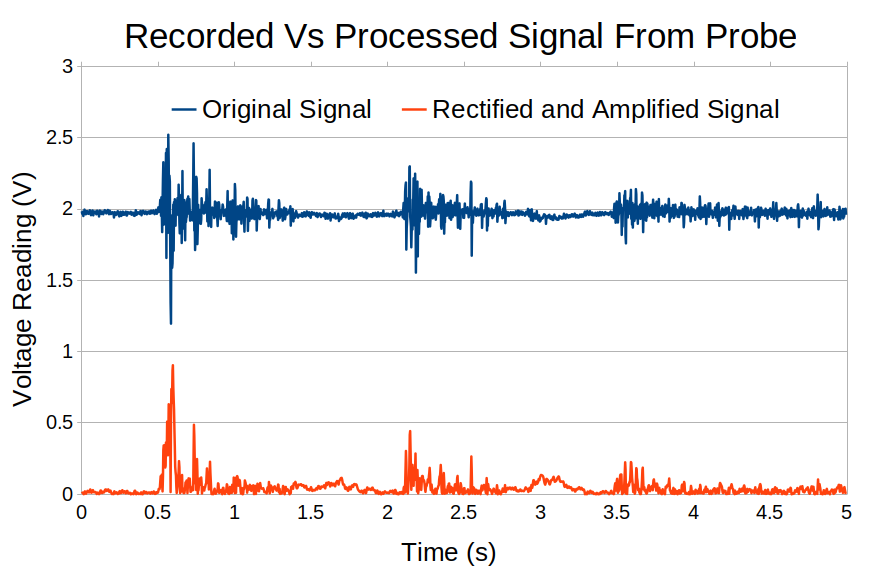 Recorded Vs Processed Signal From Probe
Original Signal
Rectified and Amplified Signal
Voltage Reading (V)
3
2.5
2
1.5
1
0.5
0
0 0.5 1 1.5 2 2.5 3 3.5 4 4.5 5
Time (s)